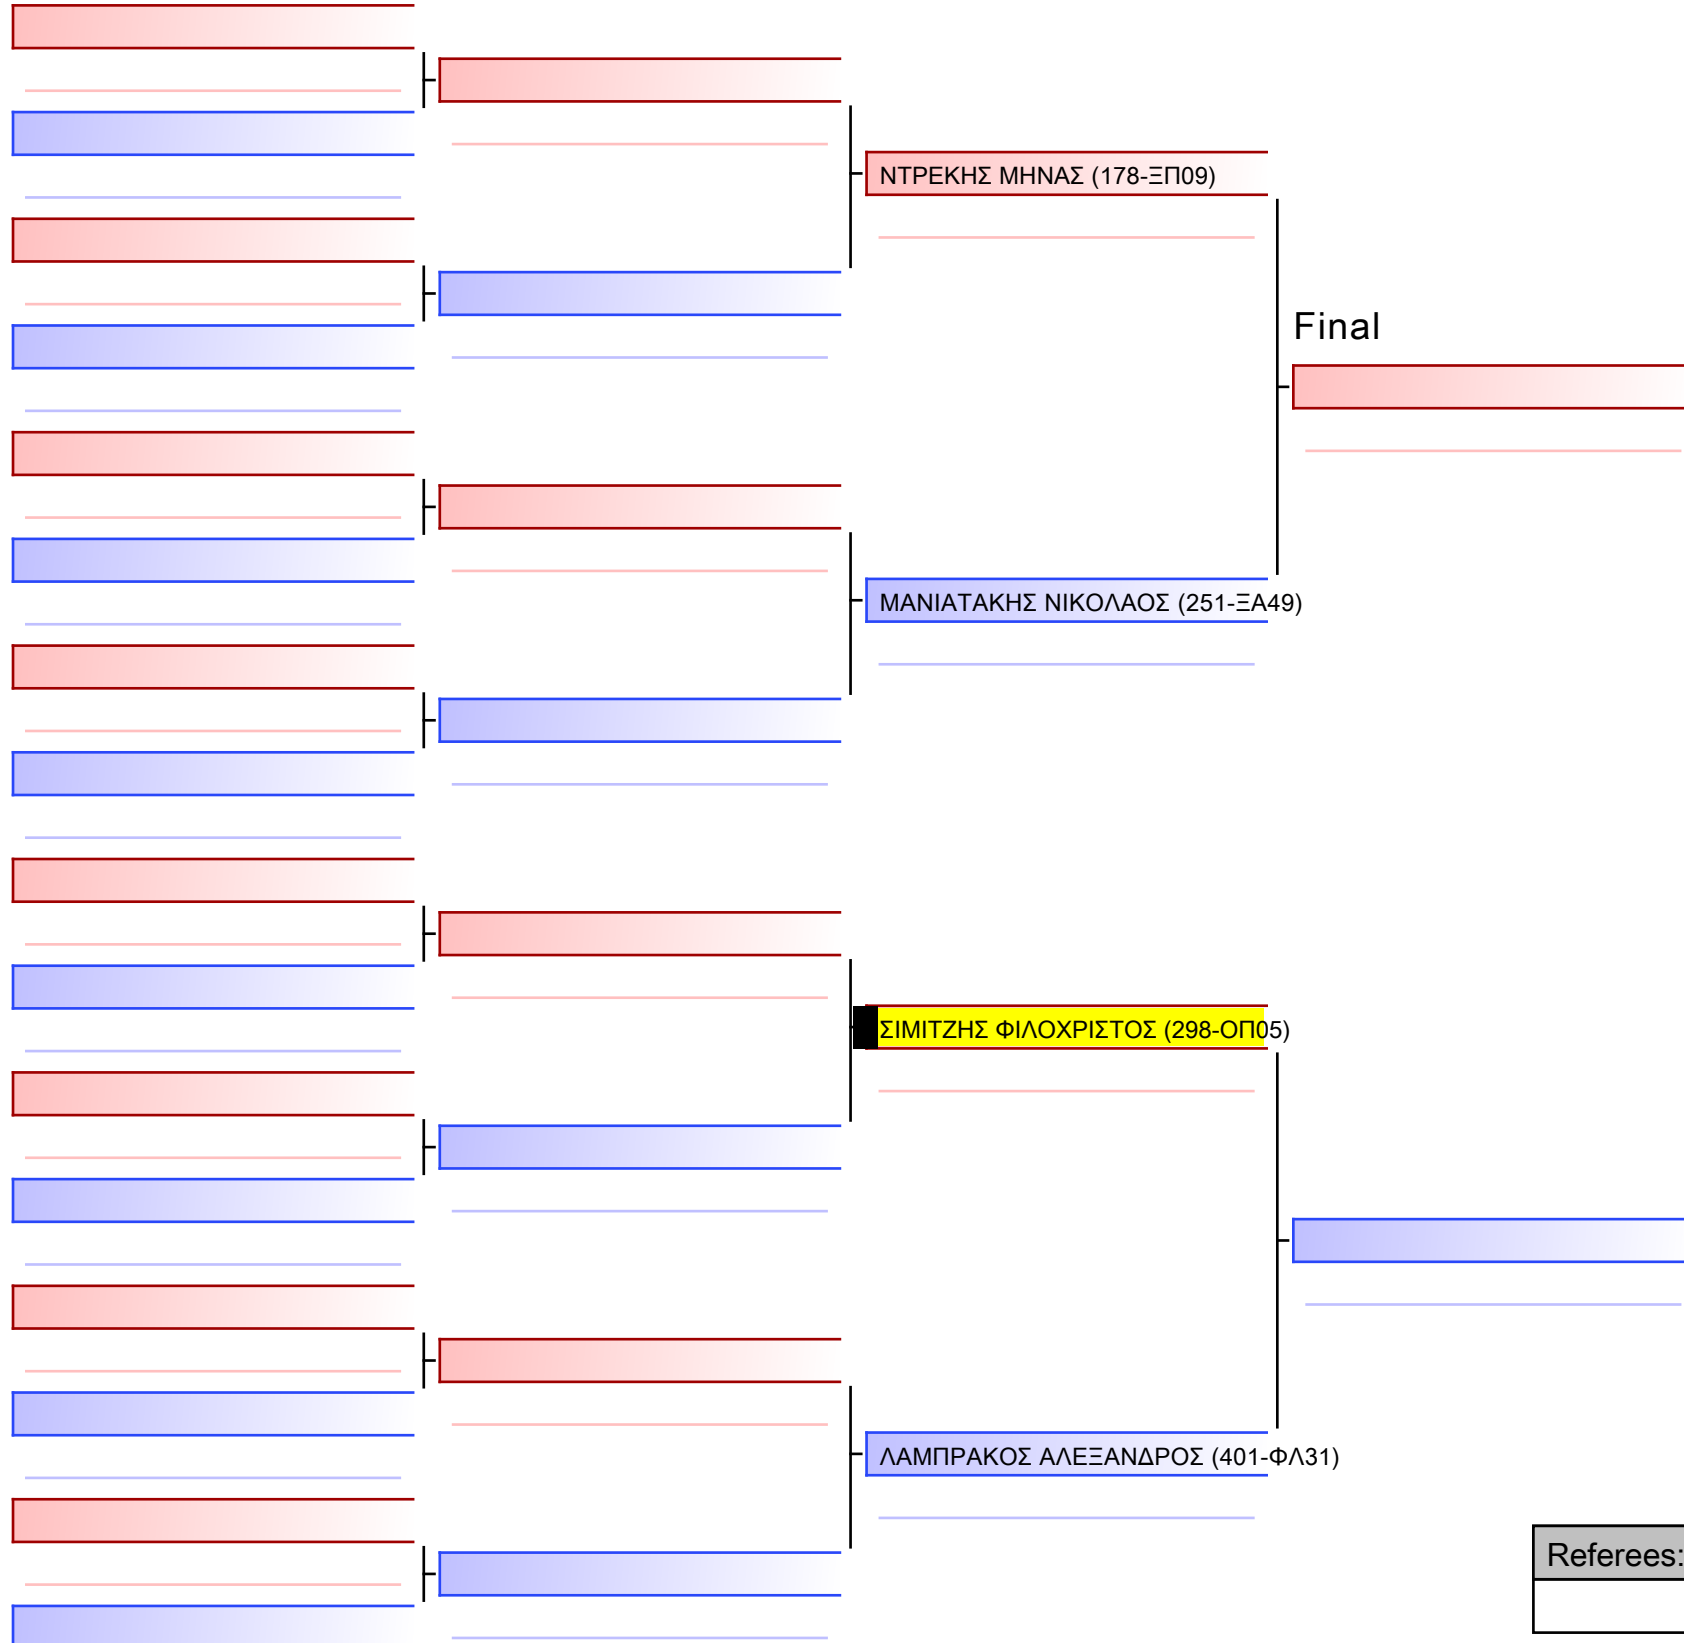 ΝΤΡΕΚΗΣ ΜΗΝΑΣ (178-ΞΠ09)
Final
ΜΑΝΙΑΤΑΚΗΣ ΝΙΚΟΛΑΟΣ (251-ΞΑ49)
ΣΙΜΙΤΖΗΣ ΦΙΛΟΧΡΙΣΤΟΣ (298-ΟΠ05)
ΛΑΜΠΡΑΚΟΣ ΑΛΕΞΑΝΔΡΟΣ (401-ΦΛ31)
Referees: